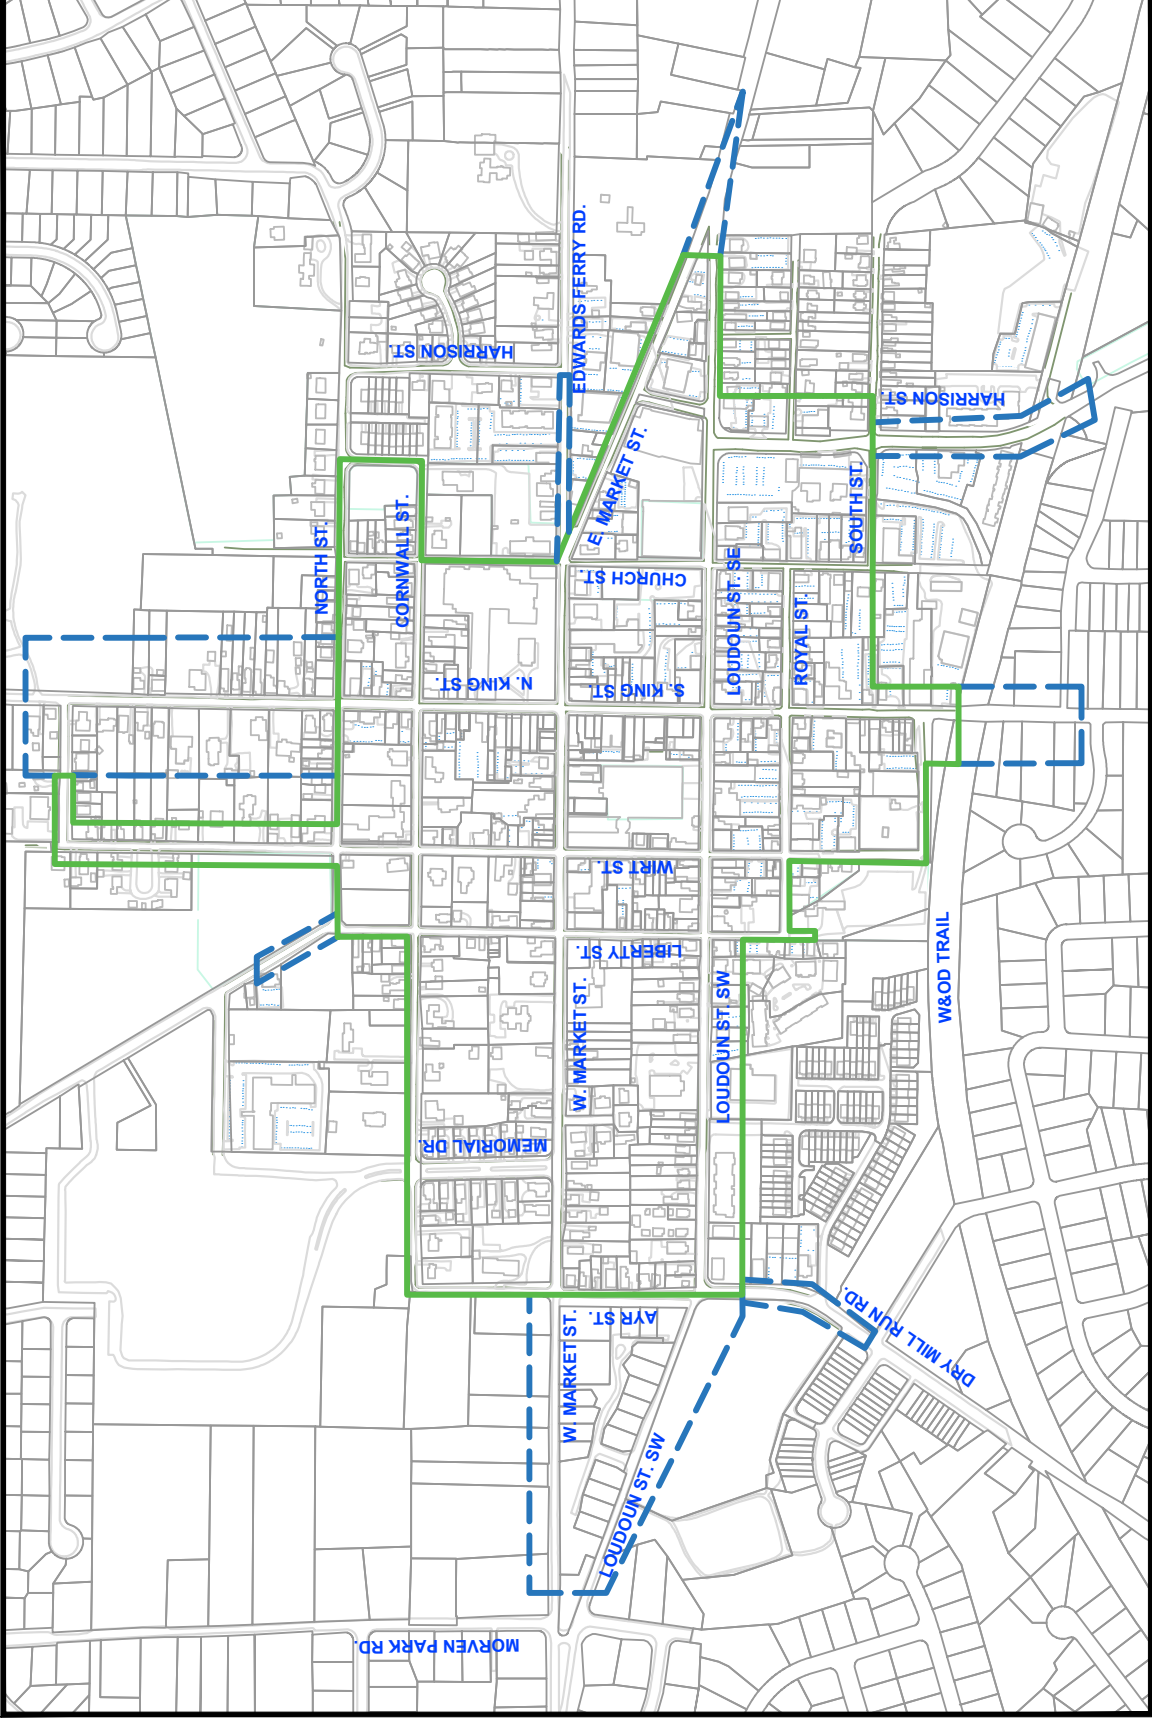 EDWARDS FERRY RD.
HARRISON ST.
HARRISON ST.
E. MARKET ST.
SOUTH ST.
CORNWALL ST.
NORTH ST.
CHURCH ST.
LOUDOUN ST. SE
ROYAL ST.
N. KING ST.
S. KING ST.
WIRT ST.
LIBERTY ST.
W&OD TRAIL
W. MARKET ST.
LOUDOUN ST. SW
MEMORIAL DR.
DRY MILL RUN RD.
AYR ST.
W. MARKET ST.
LOUDOUN ST. SW
MORVEN PARK RD.